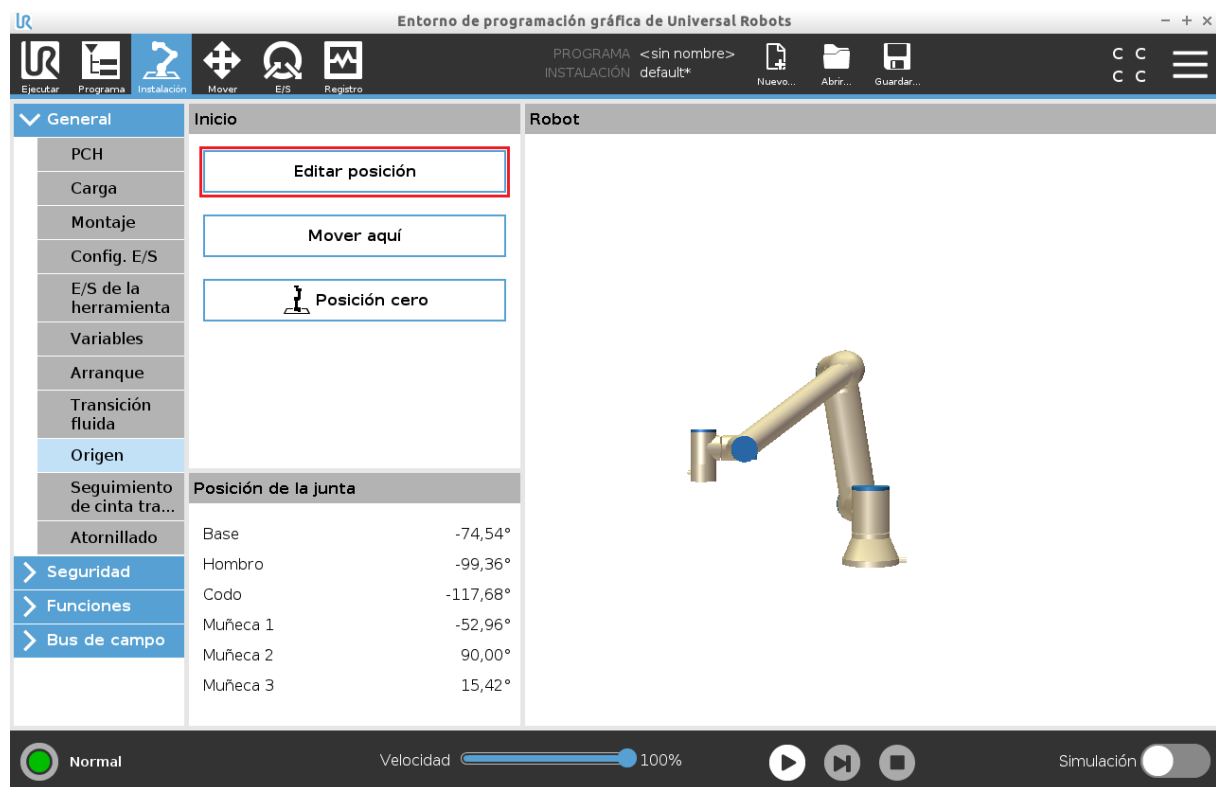 UR
Entorno de programación gráfica de Universal Robots
UR
Ejecutar
Programa
Instalación
Mover
E/S
Registro
PROGRAMA <sin nombre>
INSTALACIÓN default*
Nuevo...
Abrir...
Guardar...
C C
C C
General
PCH
Carga
Montaje
Config. E/S
E/S de la
herramienta
Variables
Arranque
Transición
fluida
Origen
Seguimiento
de cinta tra...
Atornillado
Seguridad
Funciones
Bus de campo
Inicio
Editar posición
Mover aquí
Posición cero
Posición de la junta
Base -74,54°
Hombro -99,36°
Codo -117,68°
Muñeca 1 -52,96°
Muñeca 2 90,00°
Muñeca 3 15,42°
Robot
Normal
Velocidad 100%
Simulación